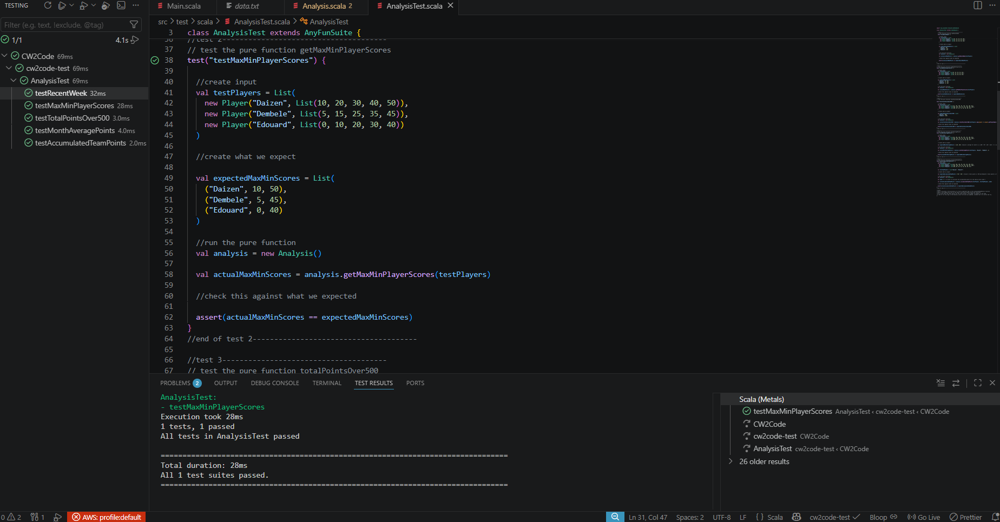 TESTING
Filter (e.g. text, !exclude, @tag)
1/1 4.1s
CW2Code 69ms
cw2code-test 69ms
AnalysisTest 69ms
testRecentWeek 32ms
testMaxMinPlayerScores 28ms
testTotalPointsOver500 3.0ms
testMonthAveragePoints 4.0ms
testAccumulatedTeamPoints 2.0ms
Main.scala data.txt Analysis.scala 2 AnalysisTest.scala
src > test > scala > AnalysisTest.scala > AnalysisTest
3 class AnalysisTest extends AnyFunSuite {
36 //test 2--------------------------------------
37 // test the pure function getMaxMinPlayerScores
38 test("testMaxMinPlayerScores") {
39
40 //create input
41 val testPlayers = List(
42 new Player("Daizen", List(10, 20, 30, 40, 50)),
43 new Player("Dembele", List(5, 15, 25, 35, 45)),
44 new Player("Edouard", List(0, 10, 20, 30, 40))
45 )
46
47 //create what we expect
48
49 val expectedMaxMinScores = List(
50 ("Daizen", 10, 50),
51 ("Dembele", 5, 45),
52 ("Edouard", 0, 40)
53 )
54
55 //run the pure function
56 val analysis = new Analysis()
57
58 val actualMaxMinScores = analysis.getMaxMinPlayerScores(testPlayers)
59
60 //check this against what we expected
61
62 assert(actualMaxMinScores == expectedMaxMinScores)
63 }
64 //end of test 2--------------------------------------
65
66 //test 3--------------------------------------
67 // test the pure function totalPointsOver500
PROBLEMS 2 OUTPUT DEBUG CONSOLE TERMINAL TEST RESULTS PORTS
AnalysisTest:
- testMaxMinPlayerScores
Execution took 28ms
1 tests, 1 passed
All tests in AnalysisTest passed
================================================================================
Total duration: 28ms
All 1 test suites passed.
================================================================================
Scala (Metals)
testMaxMinPlayerScores AnalysisTest ‹ cw2code-test ‹ CW2Code
CW2Code
cw2code-test CW2Code
AnalysisTest cw2code-test ‹ CW2Code
26 older results
0 2 1 AWS: profile:default Ln 31, Col 47 Spaces: 2 UTF-8 LF { } Scala cw2code-test Bloop Go Live Prettier